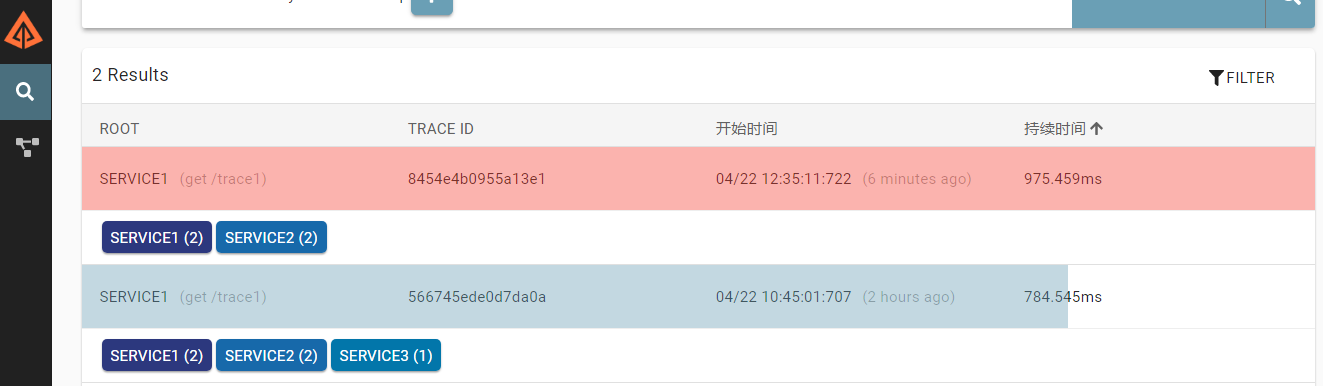 2 Results
FILTER
ROOT TRACE ID 开始时间 持续时间
SERVICE1 (get /trace1) 8454e4b0955a13e1 04/22 12:35:11:722 (6 minutes ago) 975.459ms
SERVICE1 (2) SERVICE2 (2)
SERVICE1 (get /trace1) 566745ede0d7da0a 04/22 10:45:01:707 (2 hours ago) 784.545ms
SERVICE1 (2) SERVICE2 (2) SERVICE3 (1)